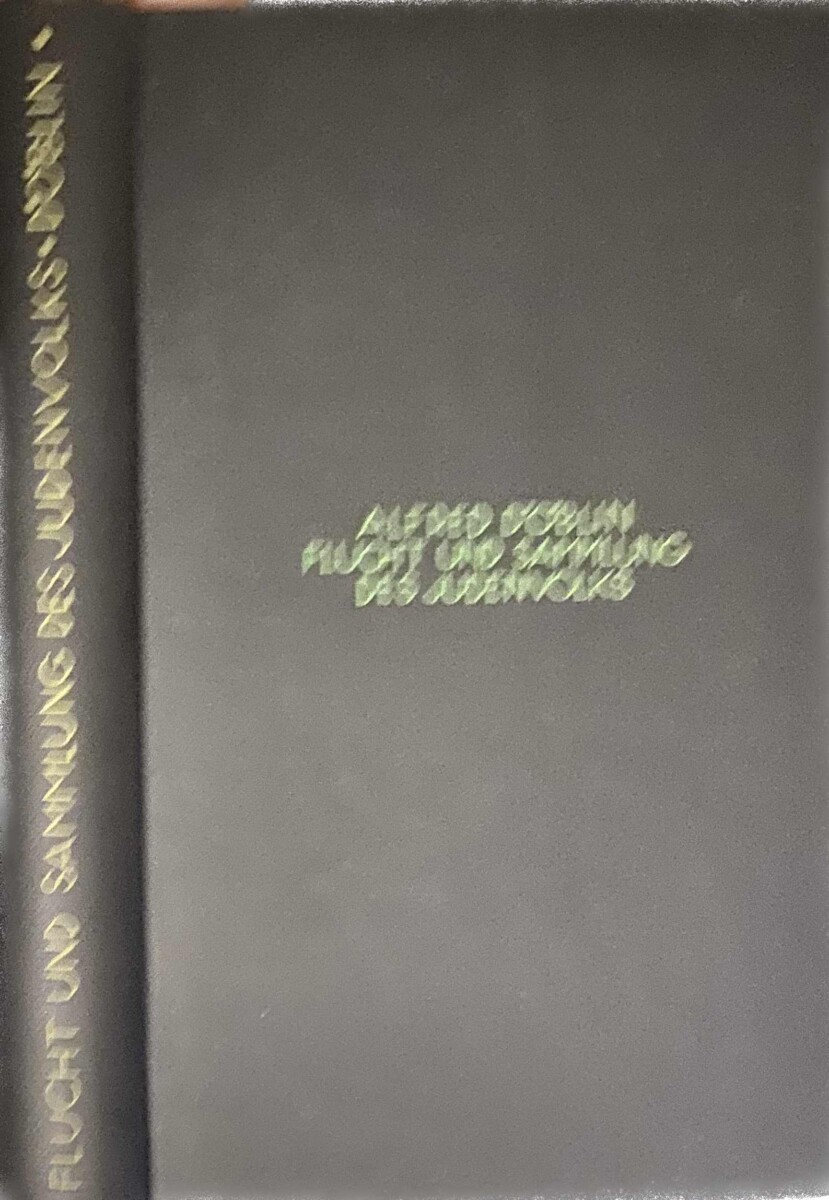 FLUCHT UND SAMMLUNG DES JUDENVOLKS • DÖBLIN •
ALFRED DÖBLIN
FLUCHT UND SAMMLUNG
DES JUDENVOLKS